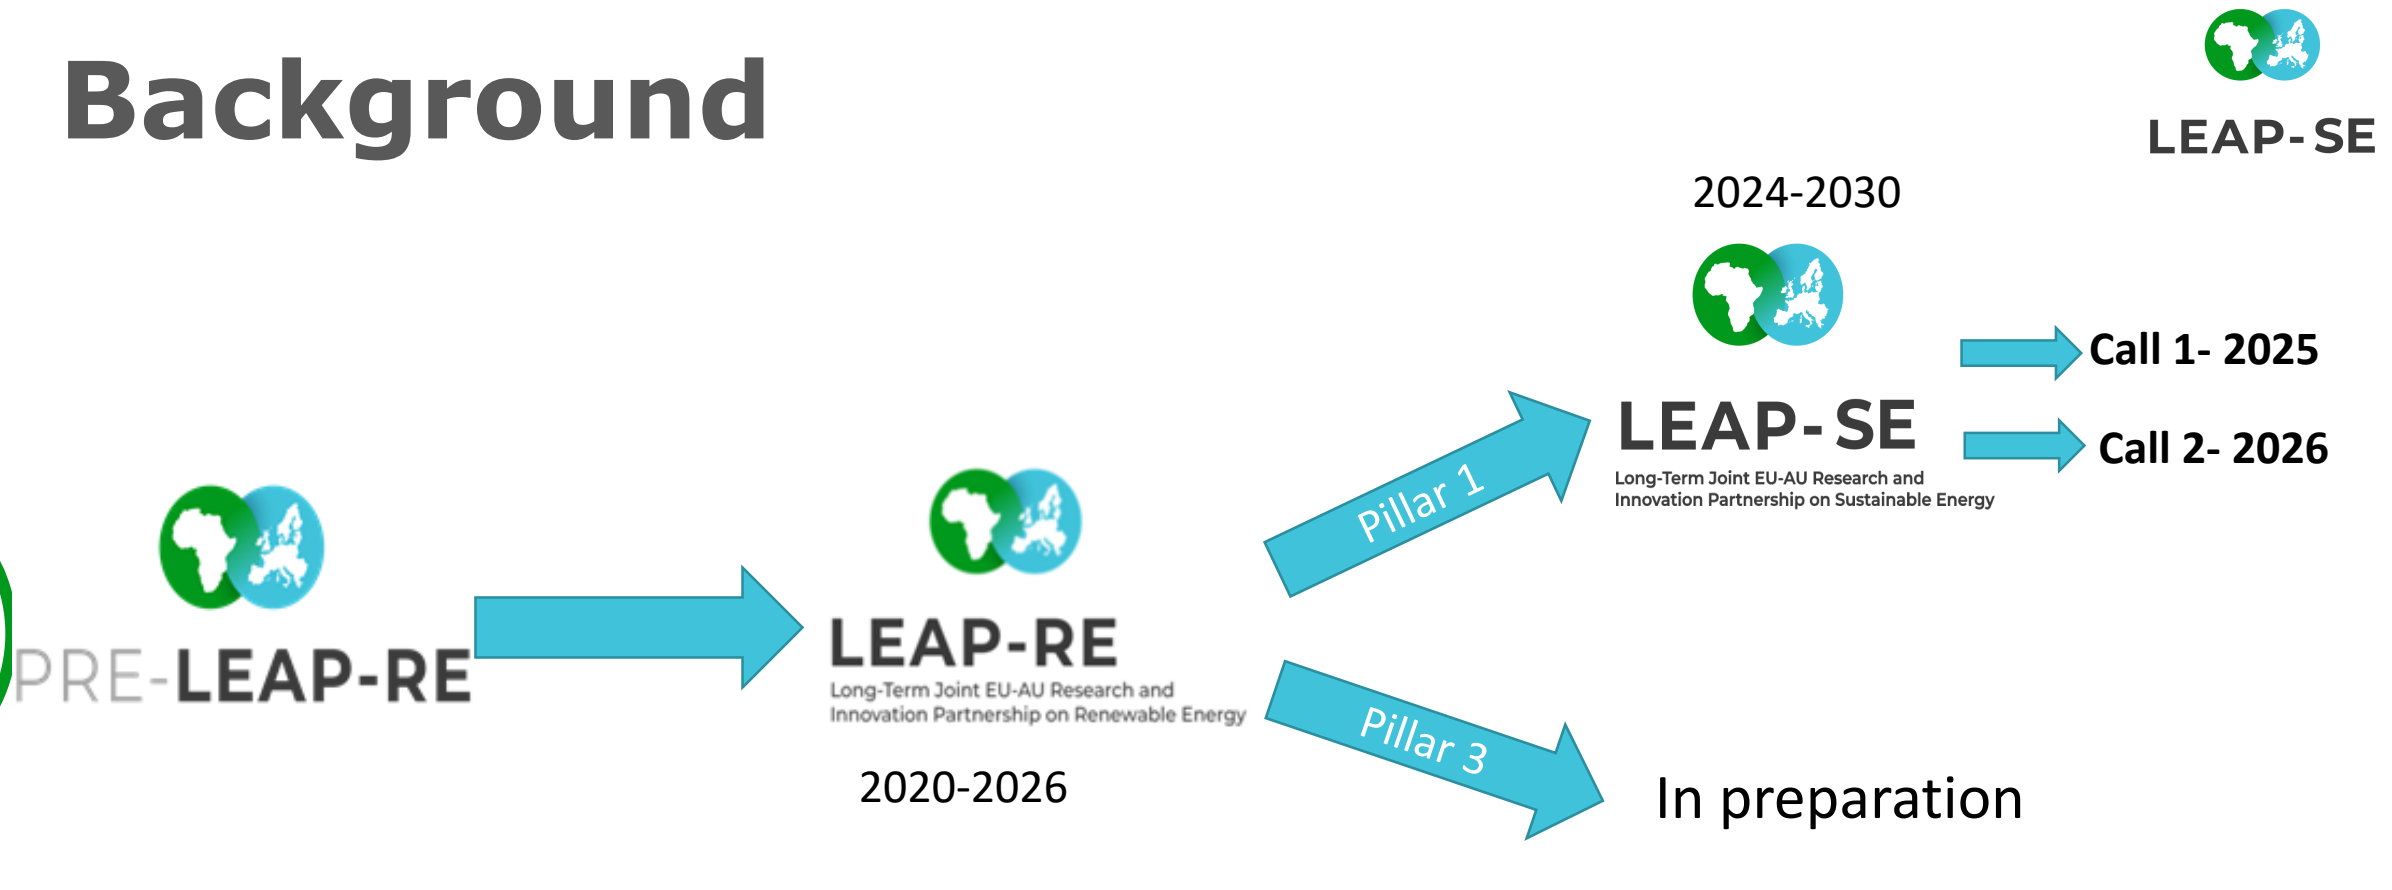 Background
LEAP- SE
2024-2030
Call 1- 2025
LEAP- SE
Call 2- 2026
Long-Term Joint EU-AU Research and
Innovation Partnership on Sustainable Energy
Pillar 1
PRE-LEAP-RE
LEAP-RE
Long-Term Joint EU-AU Research and
Innovation Partnership on Renewable Energy
2020-2026
Pillar 3
In preparation